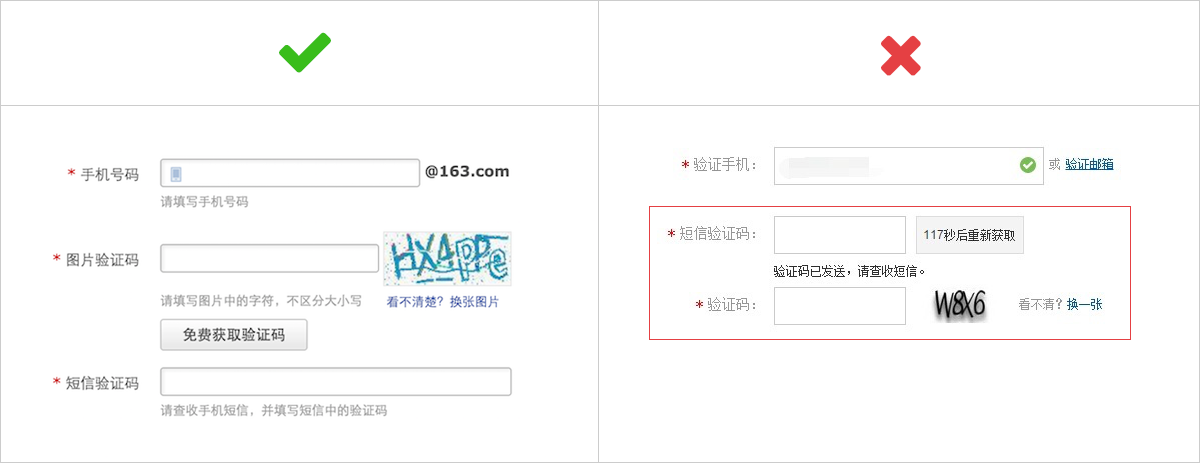 * 手机号码
@163.com
请填写手机号码
* 图片验证码
HXAPPe
请填写图片中的字符，不区分大小写
看不清楚？换张图片
免费获取验证码
* 短信验证码
请查收手机短信，并填写短信中的验证码
* 验证手机：
或 验证邮箱
* 短信验证码：
117秒后重新获取
验证码已发送，请查收短信。
* 验证码：
W8X6
看不清？换一张